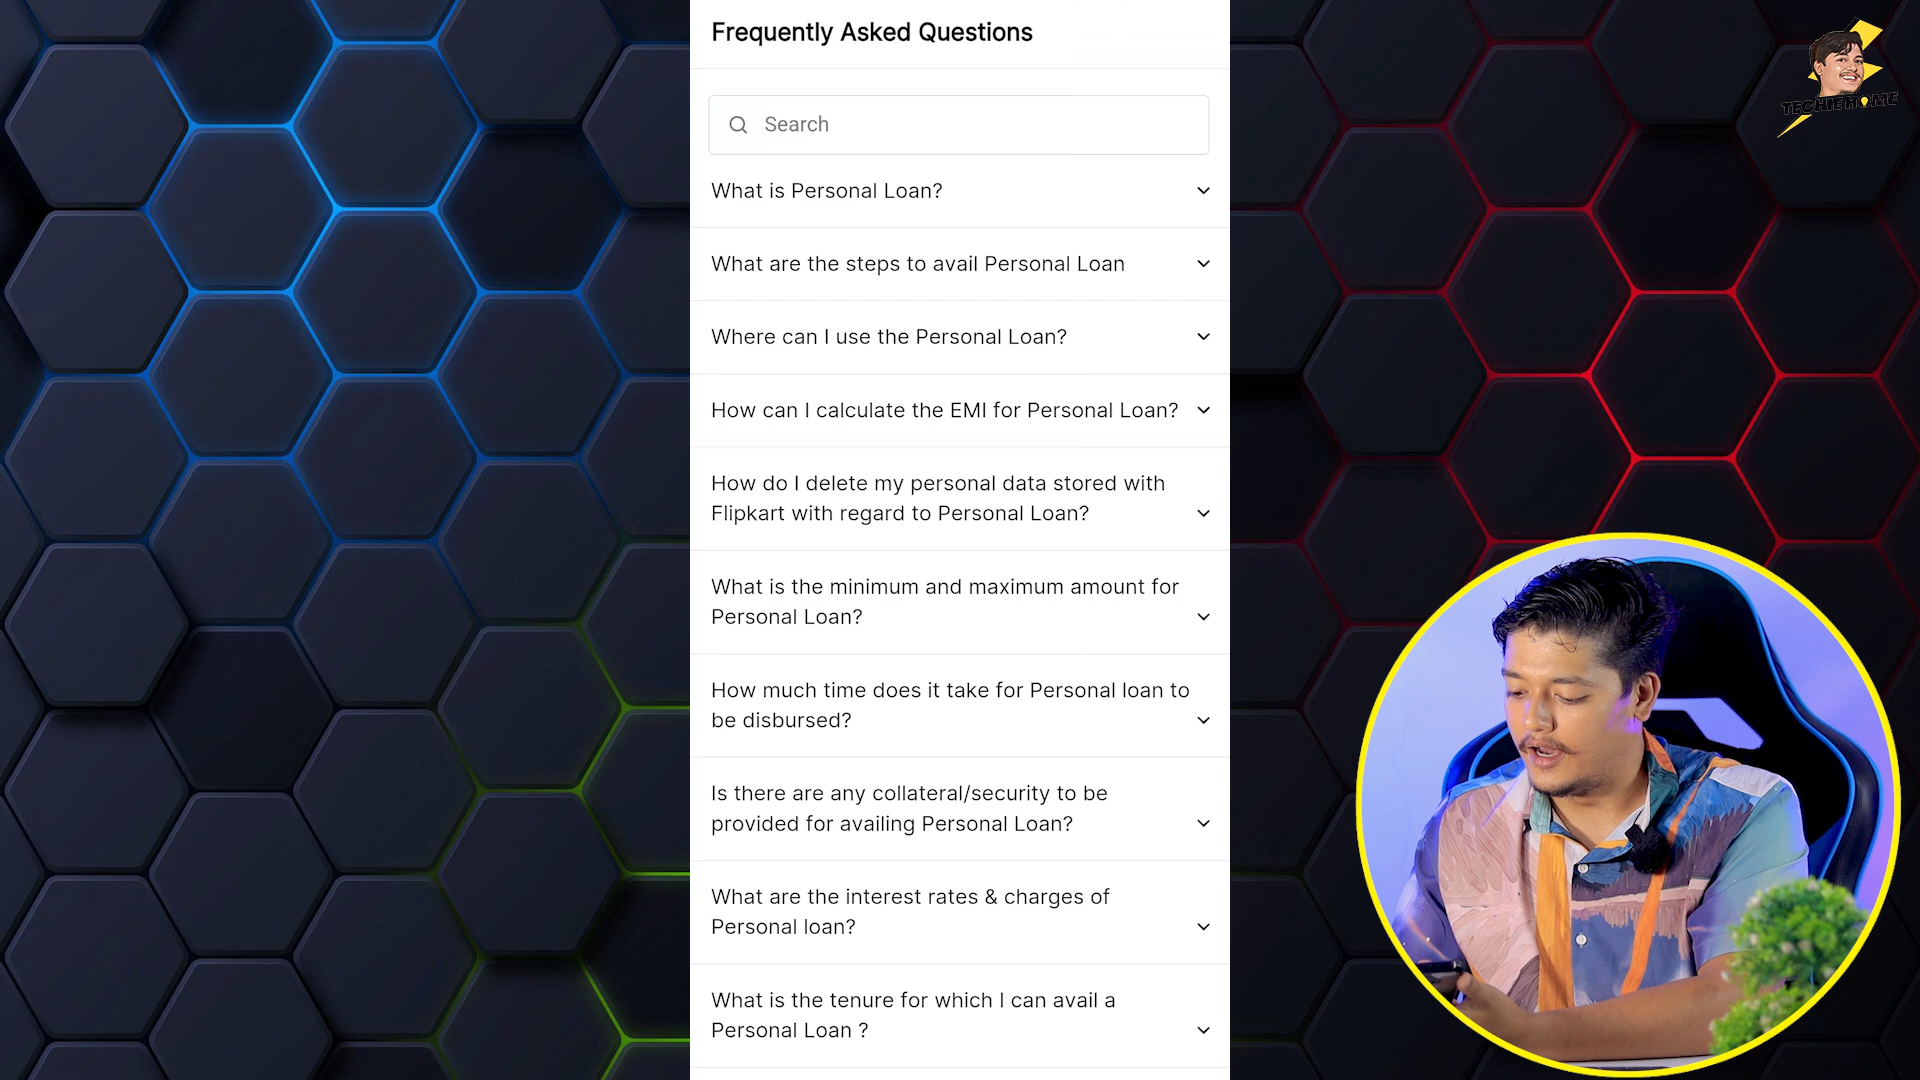 Frequently Asked Questions
TECHIEHOME
Search
What is Personal Loan?
What are the steps to avail Personal Loan
Where can I use the Personal Loan?
How can I calculate the EMI for Personal Loan?
How do I delete my personal data stored with
Flipkart with regard to Personal Loan?
What is the minimum and maximum amount for
Personal Loan?
How much time does it take for Personal loan to
be disbursed?
Is there are any collateral/security to be
provided for availing Personal Loan?
What are the interest rates & charges of
Personal loan?
What is the tenure for which I can avail a
Personal Loan ?